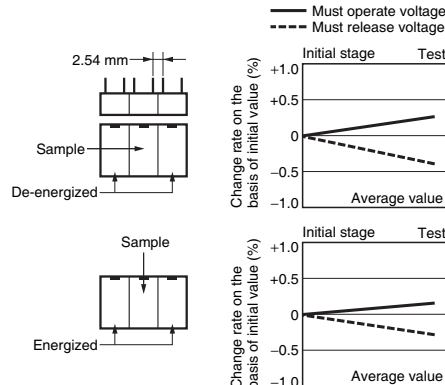 Must operate voltage
Must release voltage
2.54 mm
Sample
De-energized
Initial stage Test
Change rate on the
basis of initial value (%)
+1.0
+0.5
0
−0.5
−1.0
Average value
Sample
Energized
Initial stage Test
Change rate on the
basis of initial value (%)
+1.0
+0.5
0
−0.5
−1.0
Average value